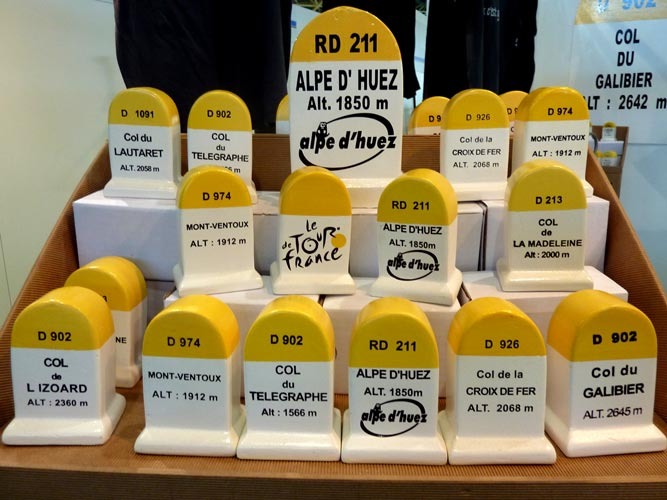 D 902
COL
DU
GALIBIER
ALT : 2642 m
RD 211
ALPE D' HUEZ
Alt. 1850 m
alpe d'huez
D 1091
Col du
LAUTARET
ALT. 2058 m
D 902
COL
du
TELEGRAPHE
D 926
Col de la
CROIX DE FER
ALT. 2068 m
D 974
MONT-VENTOUX
ALT : 1912 m
D 974
MONT-VENTOUX
ALT : 1912 m
Le
TOUR
de
france
RD 211
ALPE D'HUEZ
ALT. 1850m
alpe d'huez
D 213
COL
de
LA MADELEINE
Alt : 2000 m
D 902
COL
de
L IZOARD
ALT : 2360 m
D 974
MONT-VENTOUX
ALT : 1912 m
D 902
COL
du
TELEGRAPHE
Alt : 1566 m
RD 211
ALPE D'HUEZ
ALT. 1850m
alpe d'huez
D 926
Col de la
CROIX DE FER
ALT. 2068 m
D 902
Col du
GALIBIER
ALT. 2645 m